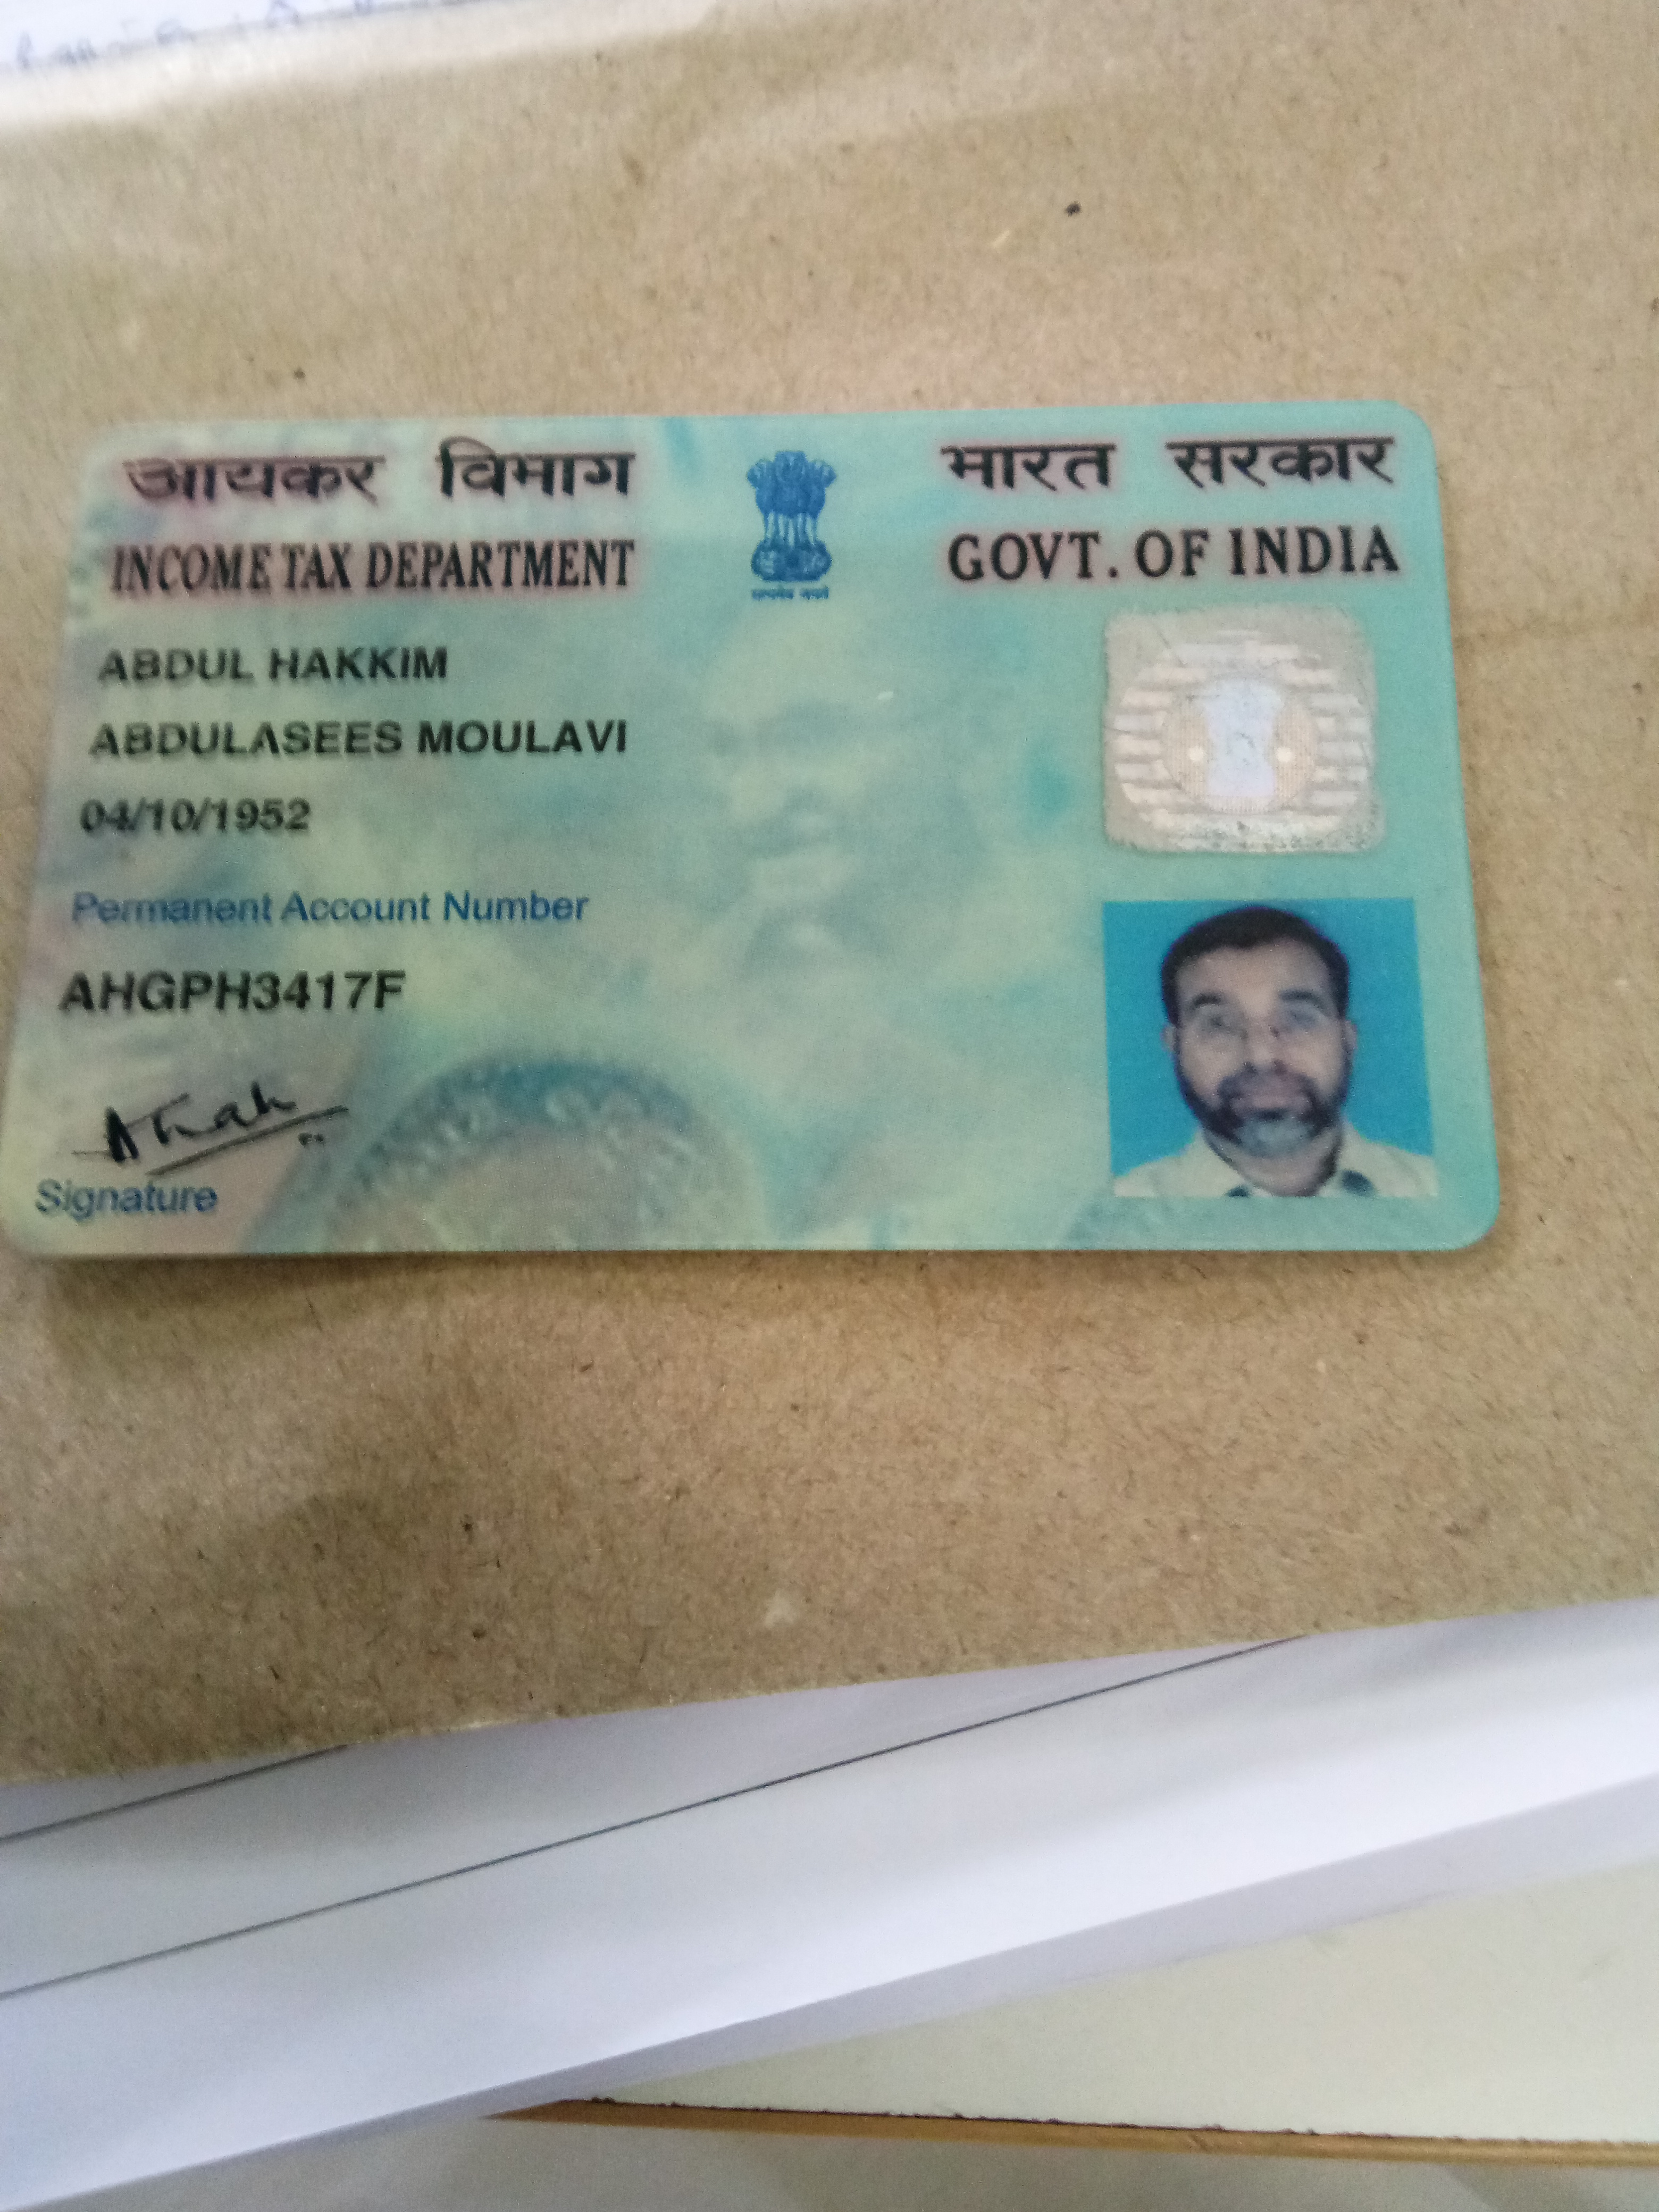 आयकर विभाग
INCOME TAX DEPARTMENT
सत्यमेव जयते
भारत सरकार
GOVT. OF INDIA
ABDUL HAKKIM
ABDULASEES MOULAVI
04/10/1952
Permanent Account Number
AHGPH3417F
Signature